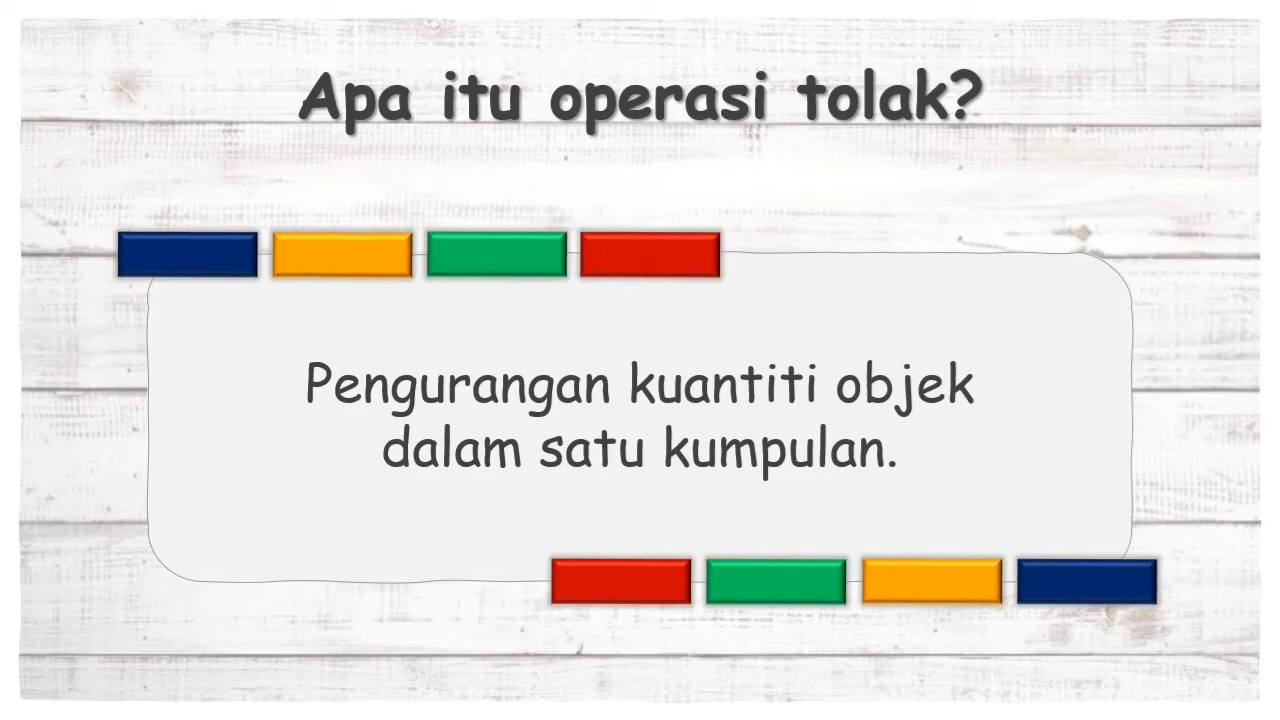 Apa itu operasi tolak?
Pengurangan kuantiti objek
dalam satu kumpulan.